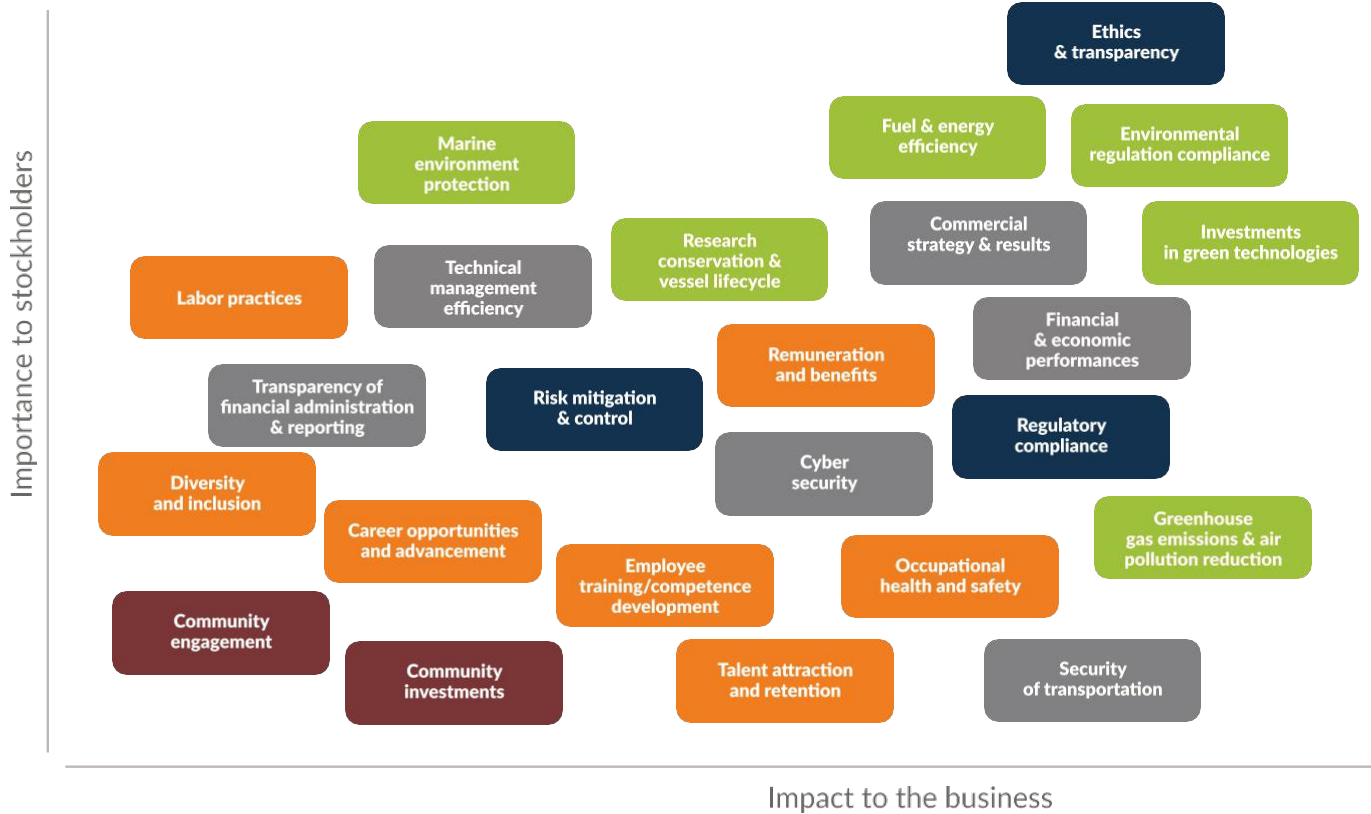 Ethics
& transparency
Fuel & energy
efficiency
Environmental
regulation compliance
Marine
environment
protection
Commercial
strategy & results
Investments
in green technologies
Research
conservation &
vessel lifecycle
Technical
management
efficiency
Labor practices
Financial
& economic
performances
Remuneration
and benefits
Transparency of
financial administration
& reporting
Risk mitigation
& control
Regulatory
compliance
Cyber
security
Diversity
and inclusion
Career opportunities
and advancement
Greenhouse
gas emissions & air
pollution reduction
Employee
training/competence
development
Occupational
health and safety
Community
engagement
Community
investments
Talent attraction
and retention
Security
of transportation
Importance to stockholders
Impact to the business